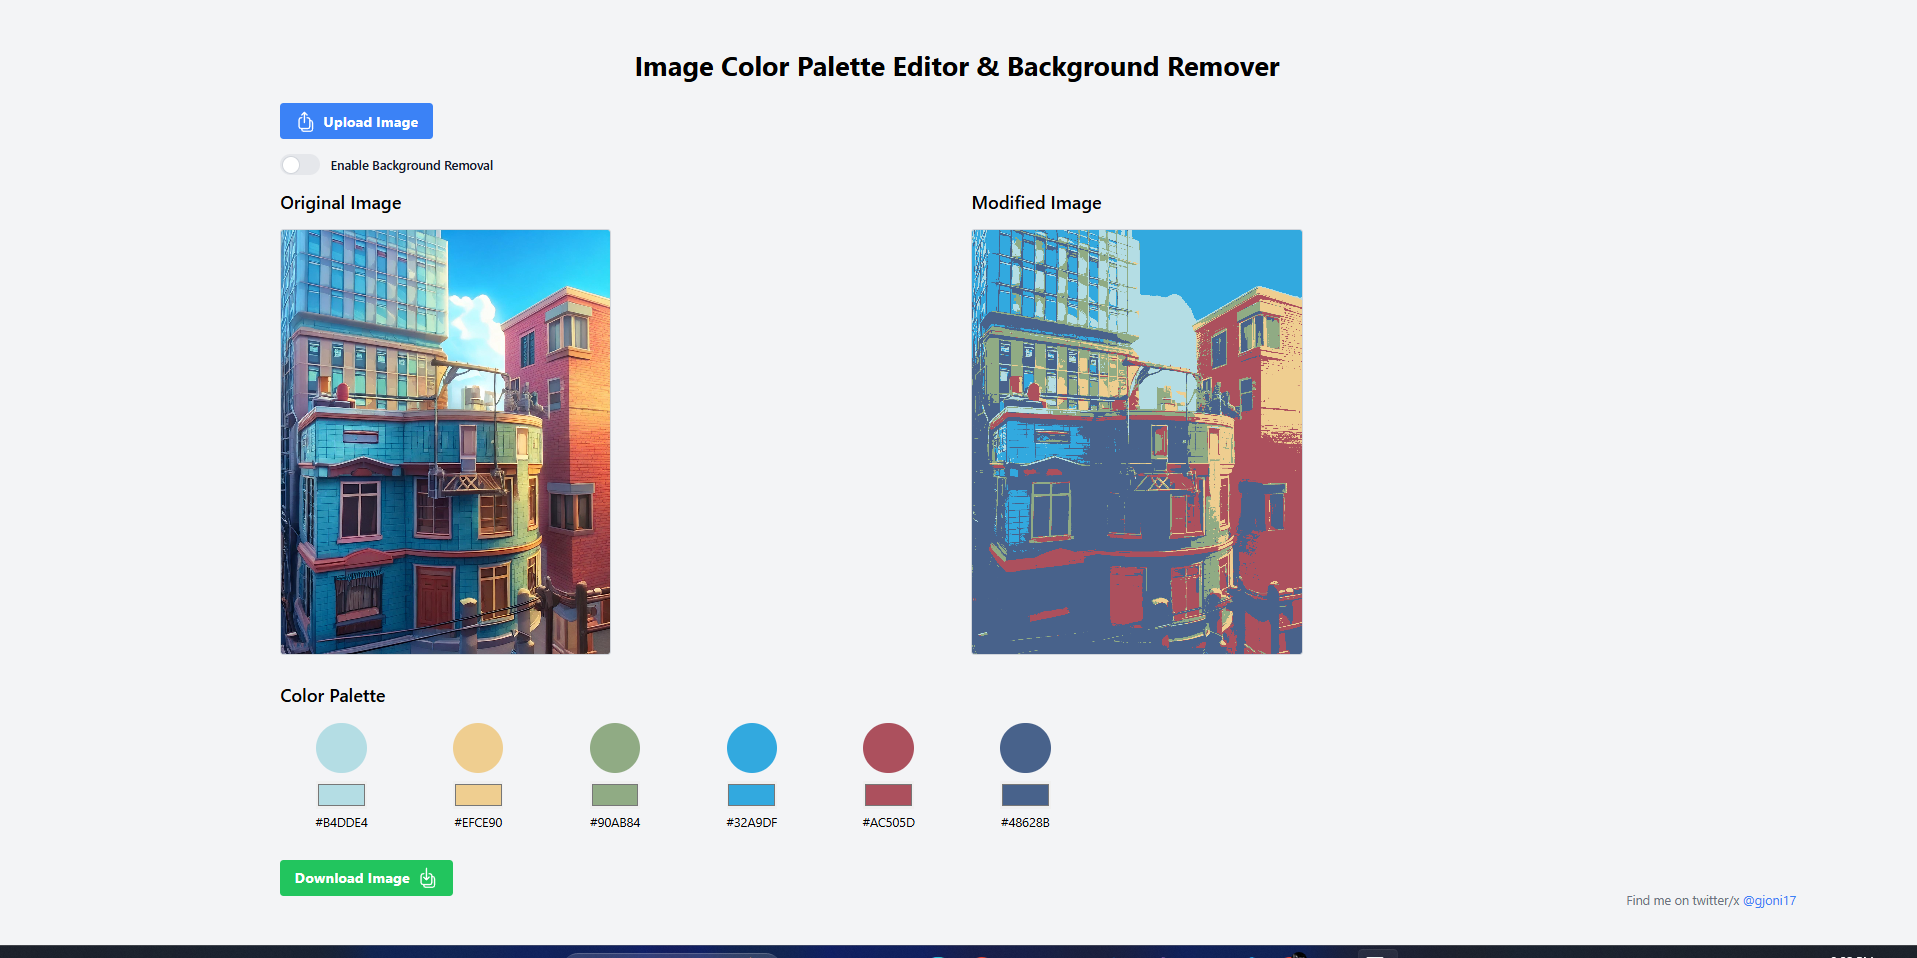 Image Color Palette Editor & Background Remover
Upload Image
Enable Background Removal
Original Image
Modified Image
Color Palette
#B4DDE4
#EFCE90
#90AB84
#32A9DF
#AC505D
#48628B
Download Image
Find me on twitter/x @gjoni17